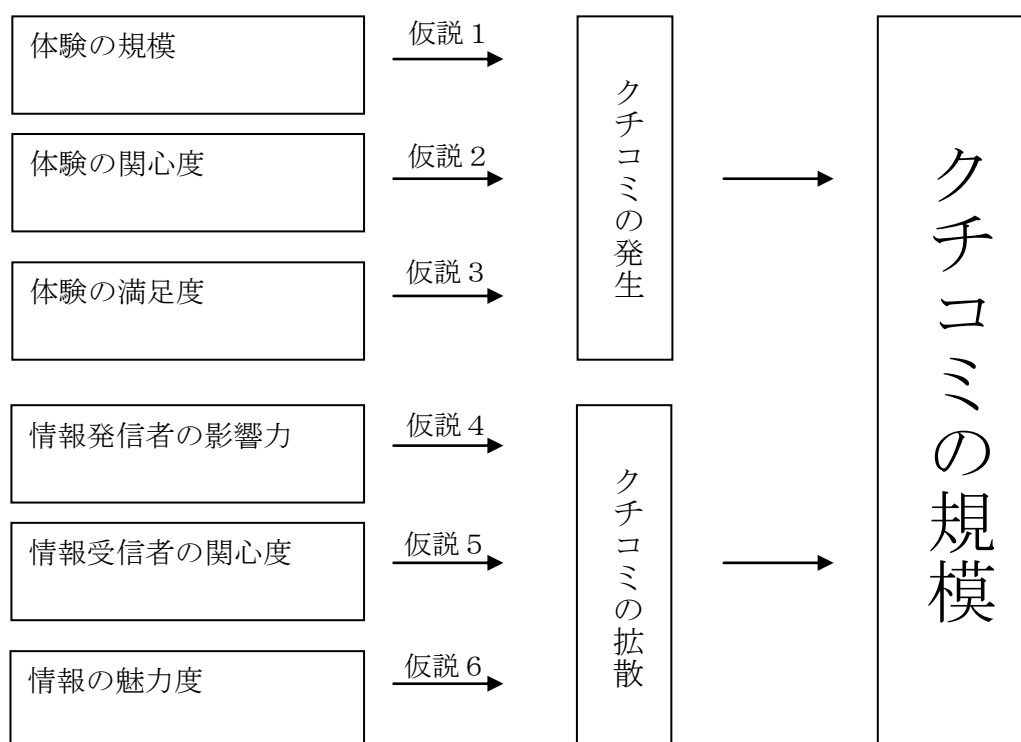 体験の規模
仮説１
体験の関心度
仮説２
体験の満足度
仮説３
クチコミの発生
情報発信者の影響力
仮説４
情報受信者の関心度
仮説５
情報の魅力度
仮説６
クチコミの拡散
クチコミの規模